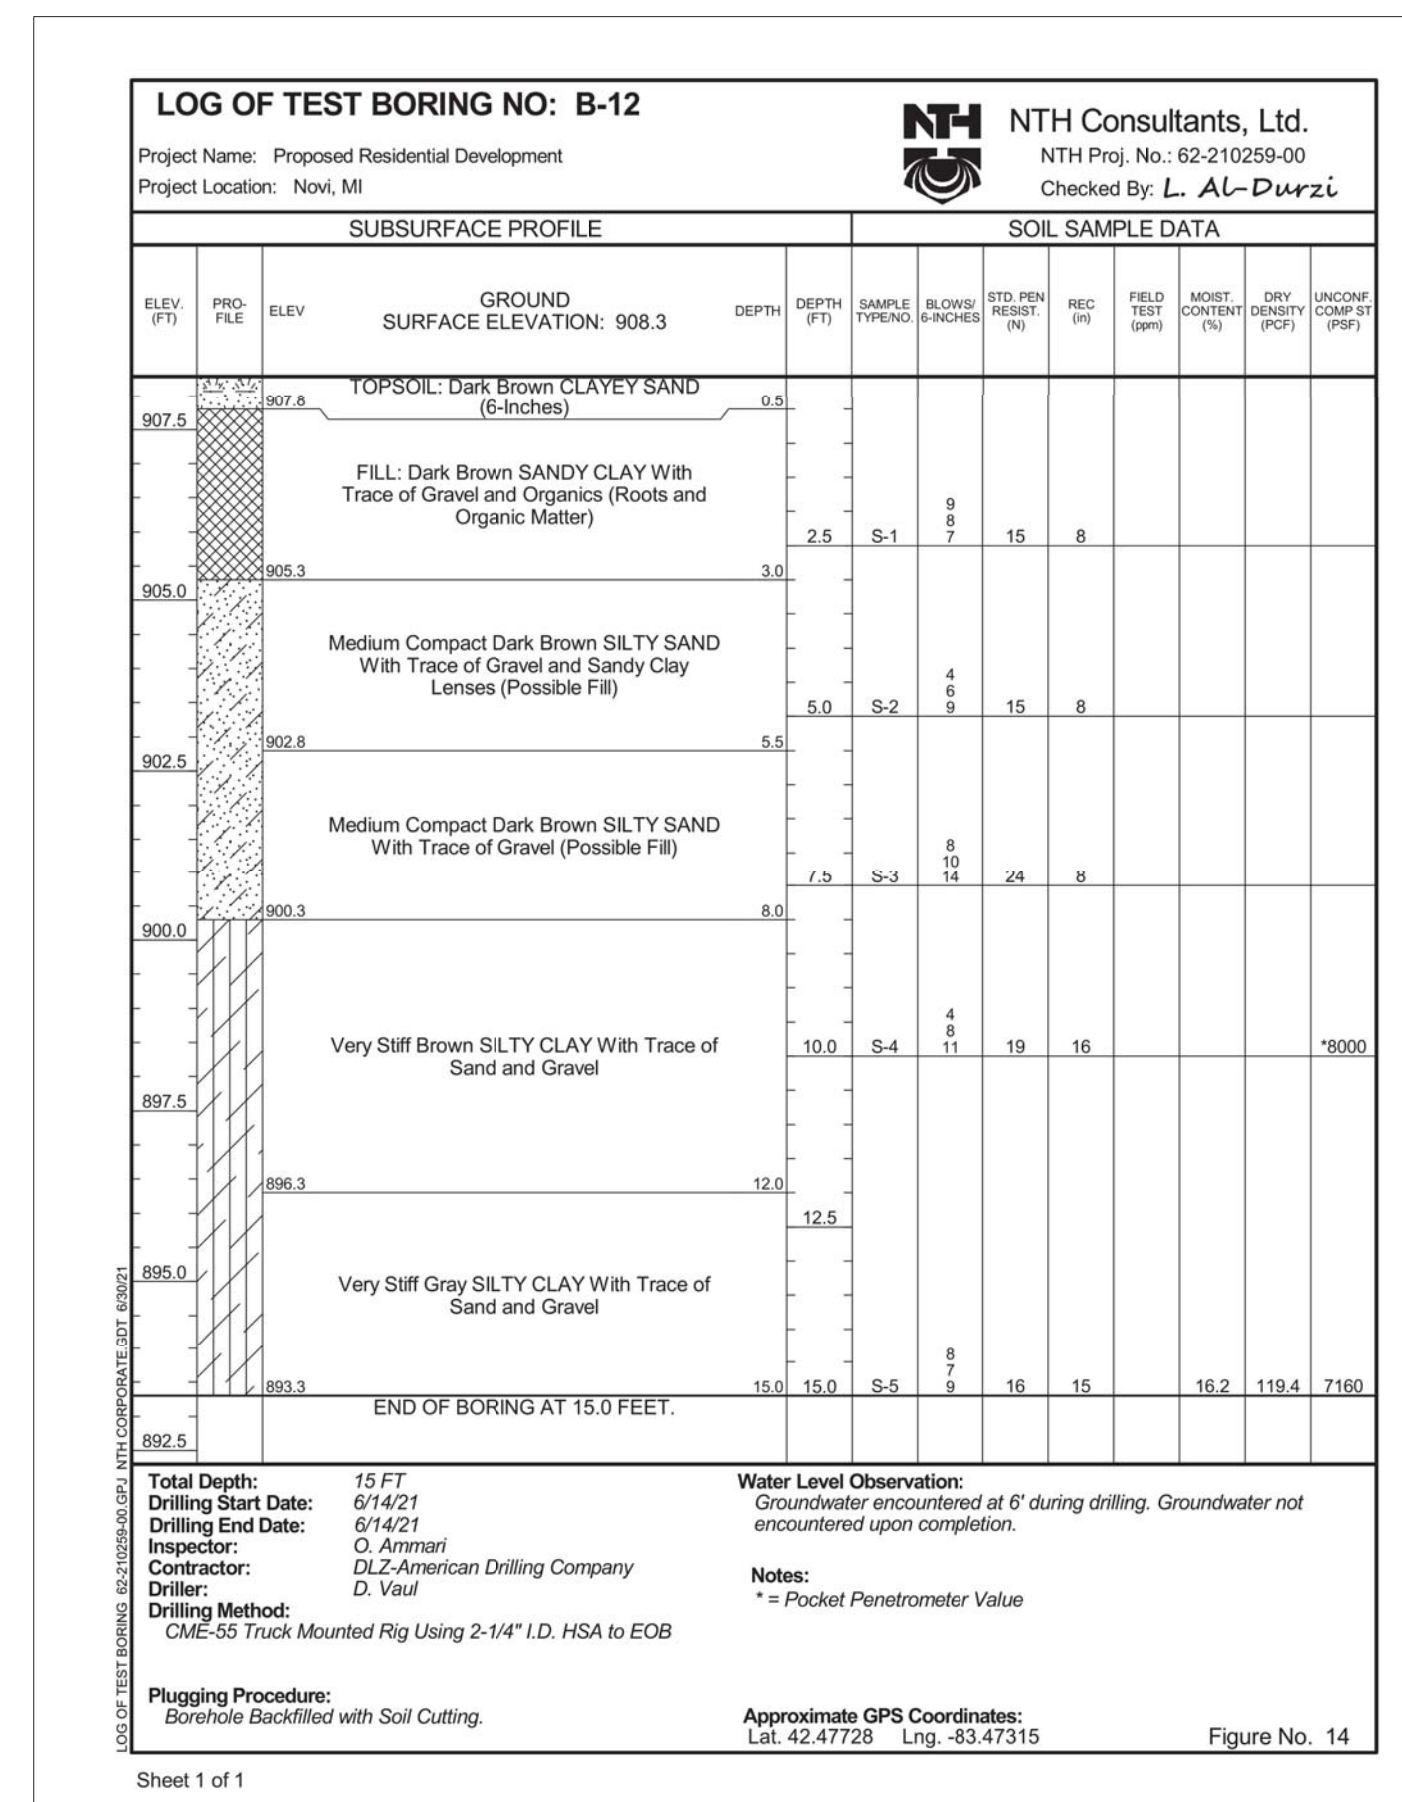 LOG OF TEST BORING NO: B-12
Project Name: Proposed Residential Development
Project Location: Novi, MI
NTH
NTH Consultants, Ltd.
NTH Proj. No.: 62-210259-00
Checked By: L. Al-Durzi
SUBSURFACE PROFILE
SOIL SAMPLE DATA
ELEV. (FT)
PRO-FILE
ELEV
GROUND
SURFACE ELEVATION: 908.3
DEPTH
DEPTH (FT)
SAMPLE TYPE/NO.
BLOWS/ 6-INCHES
STD. PEN RESIST. (N)
REC (in)
FIELD TEST (ppm)
MOIST. CONTENT (%)
DRY DENSITY (PCF)
UNCONF. COMP ST (PSF)
TOPSOIL: Dark Brown CLAYEY SAND
(6-Inches)
907.8 0.5
907.5
FILL: Dark Brown SANDY CLAY With
Trace of Gravel and Organics (Roots and
Organic Matter)
9
8
2.5 S-1 7 15 8
905.3 3.0
905.0
Medium Compact Dark Brown SILTY SAND
With Trace of Gravel and Sandy Clay
Lenses (Possible Fill)
4
6
5.0 S-2 9 15 8
902.8 5.5
902.5
Medium Compact Dark Brown SILTY SAND
With Trace of Gravel (Possible Fill)
8
10
7.5 S-3 14 24 8
900.3 8.0
900.0
4
8
Very Stiff Brown SILTY CLAY With Trace of
Sand and Gravel
10.0 S-4 11 19 16 *8000
897.5
896.3 12.0
12.5
895.0
Very Stiff Gray SILTY CLAY With Trace of
Sand and Gravel
8
7
893.3 15.0 15.0 S-5 9 16 15 16.2 119.4 7160
END OF BORING AT 15.0 FEET.
892.5
Total Depth: 15 FT
Drilling Start Date: 6/14/21
Drilling End Date: 6/14/21
Inspector: O. Ammari
Contractor: DLZ-American Drilling Company
Driller: D. Vaul
Drilling Method:
CME-55 Truck Mounted Rig Using 2-1/4" I.D. HSA to EOB
Plugging Procedure:
Borehole Backfilled with Soil Cutting.
Water Level Observation:
Groundwater encountered at 6' during drilling. Groundwater not
encountered upon completion.
Notes:
* = Pocket Penetrometer Value
Approximate GPS Coordinates:
Lat. 42.47728 Lng. -83.47315
Figure No. 14
LOG OF TEST BORING 62-210259-00.GPJ NTH CORPORATE.GDT 6/30/21
Sheet 1 of 1